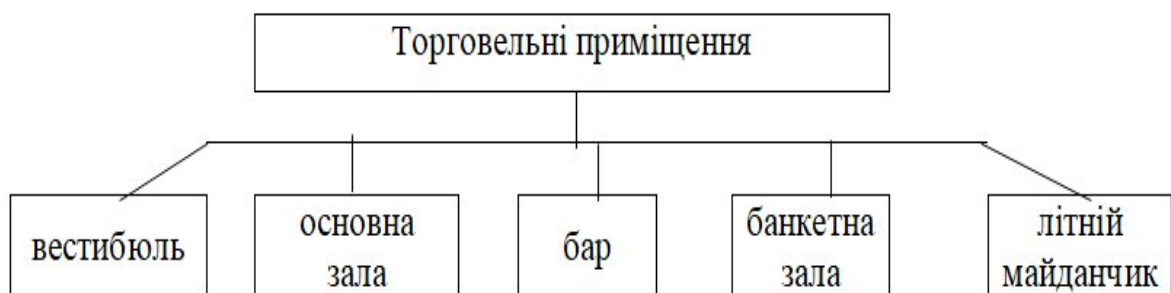 Торговельні приміщення
вестибюль
основна
зала
бар
банкетна
зала
літній
майданчик